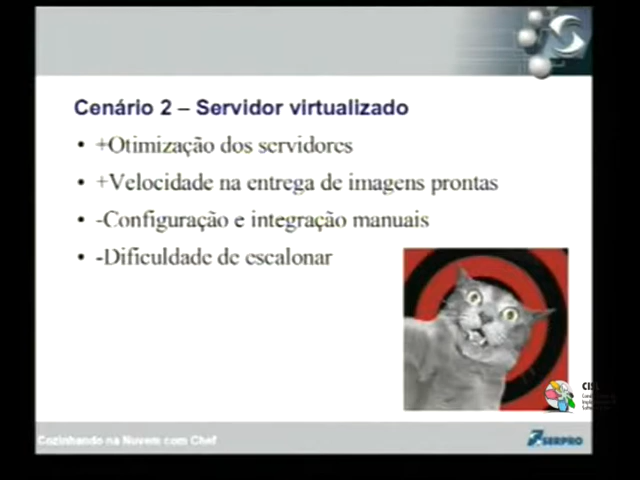 Cenário 2 – Servidor virtualizado
• +Otimização dos servidores
• +Velocidade na entrega de imagens prontas
• -Configuração e integração manuais
• -Dificuldade de escalonar
Cozinhando na Nuvem com Chef
SERPRO